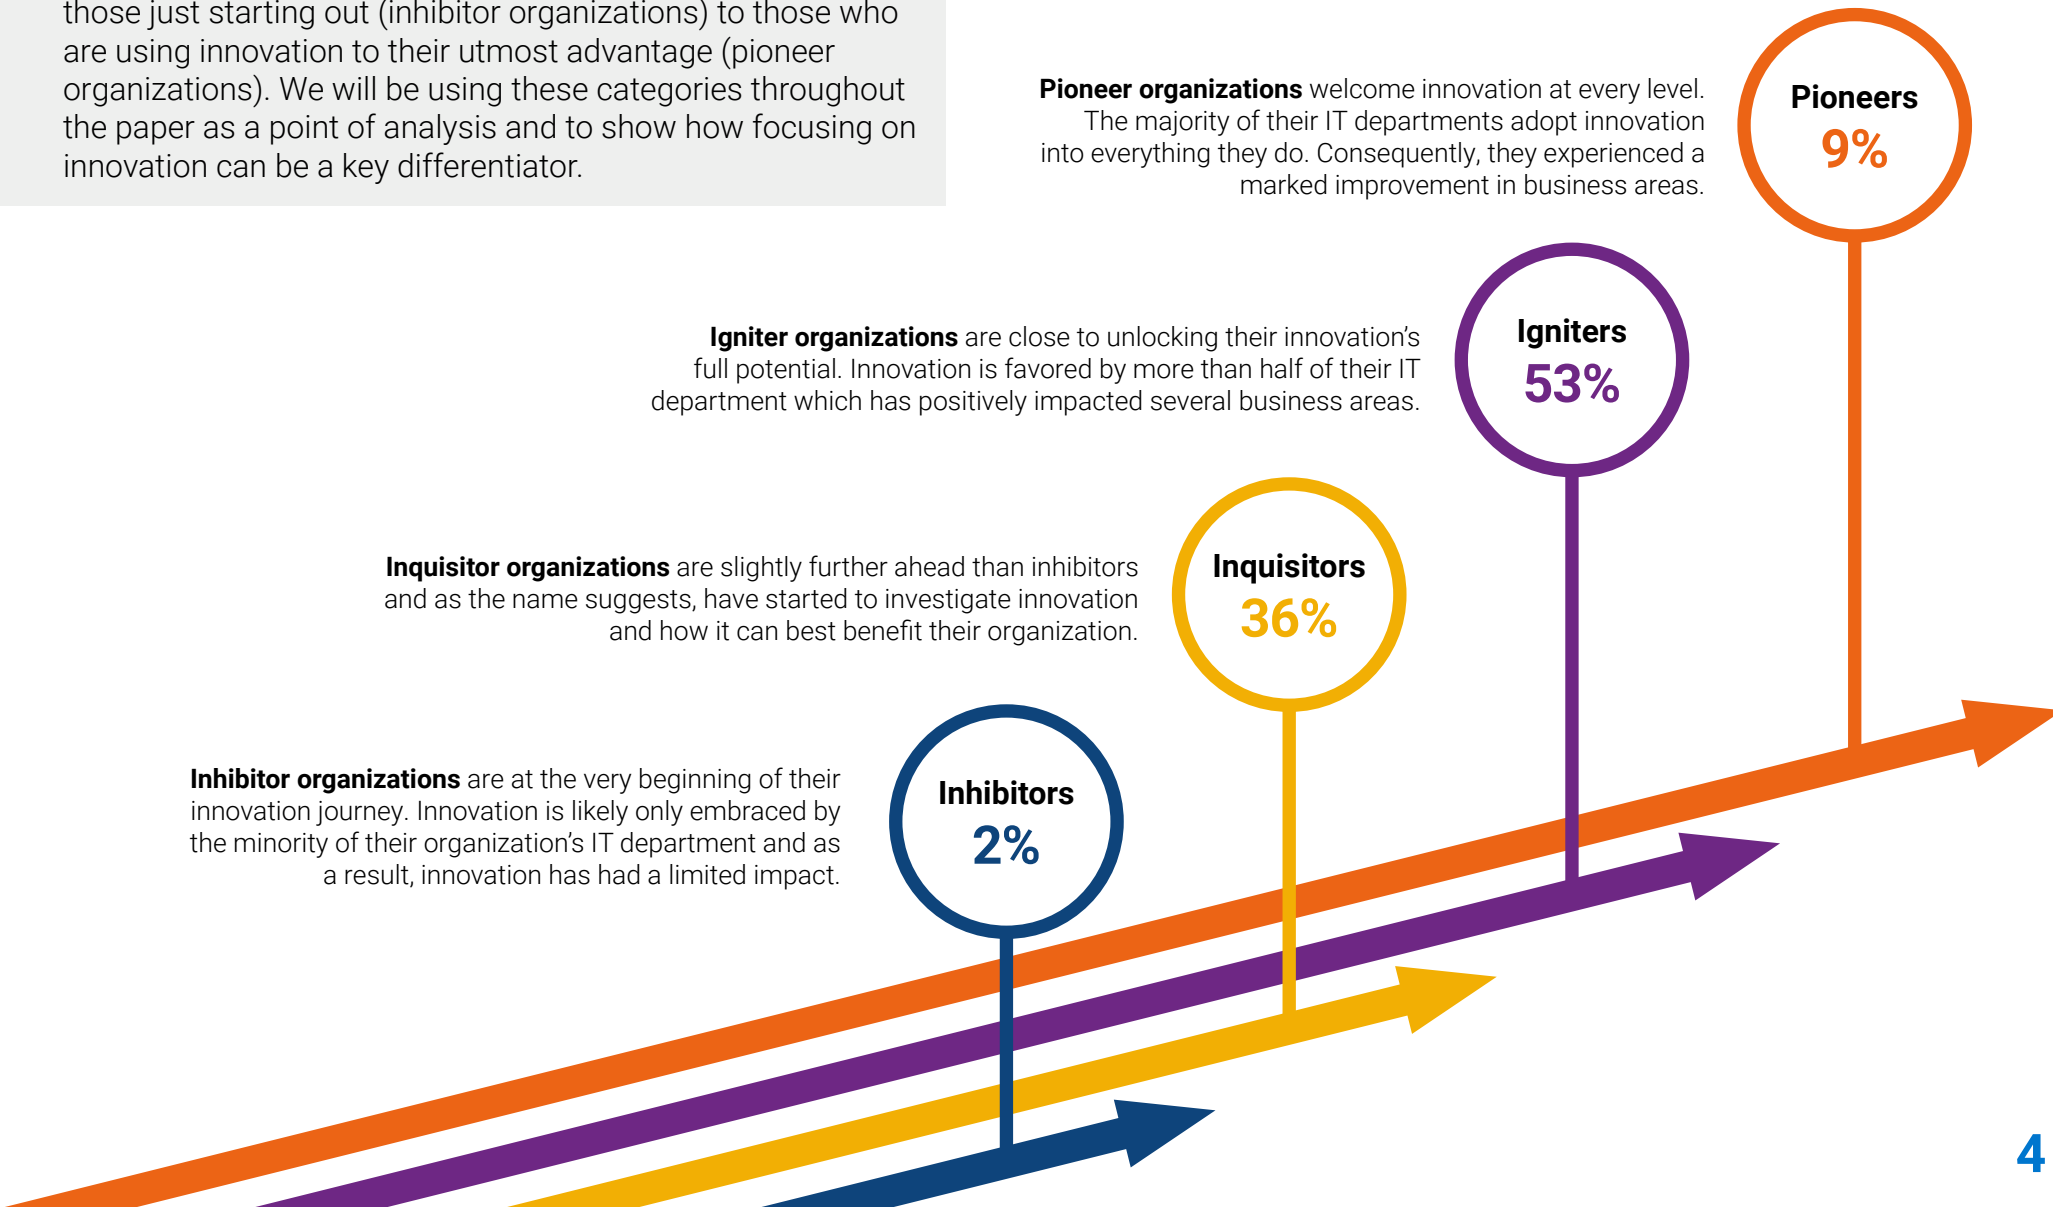 those just starting out (inhibitor organizations) to those who
are using innovation to their utmost advantage (pioneer
organizations). We will be using these categories throughout
the paper as a point of analysis and to show how focusing on
innovation can be a key differentiator.
Pioneer organizations welcome innovation at every level.
The majority of their IT departments adopt innovation
into everything they do. Consequently, they experienced a
marked improvement in business areas.
Pioneers
9%
Igniter organizations are close to unlocking their innovation’s
full potential. Innovation is favored by more than half of their IT
department which has positively impacted several business areas.
Igniters
53%
Inquisitor organizations are slightly further ahead than inhibitors
and as the name suggests, have started to investigate innovation
and how it can best benefit their organization.
Inquisitors
36%
Inhibitor organizations are at the very beginning of their
innovation journey. Innovation is likely only embraced by
the minority of their organization’s IT department and as
a result, innovation has had a limited impact.
Inhibitors
2%
4